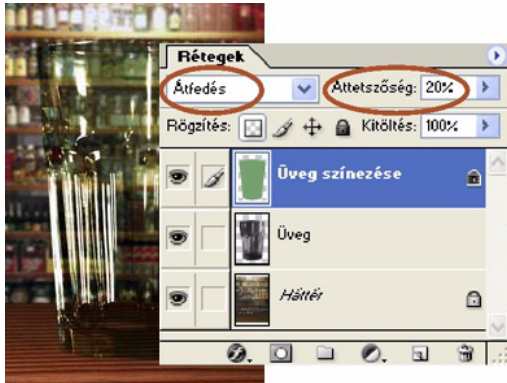 Rétegek
Átfedés Áttetszőség: 20%
Rögzítés: Kitöltés: 100%
Üveg színezése
Üveg
Háttér